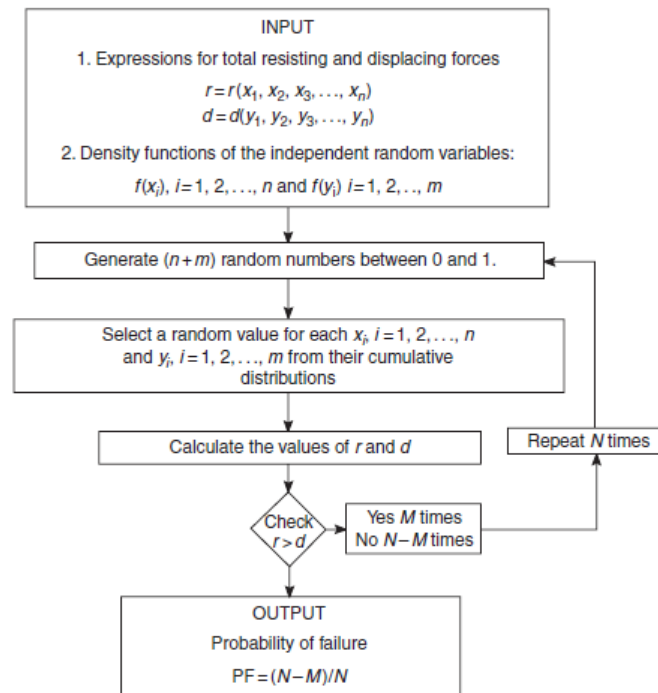 INPUT
1. Expressions for total resisting and displacing forces
r=r(x₁, x₂, x₃,..., xₙ)
d=d(y₁, y₂, y₃,..., yₙ)
2. Density functions of the independent random variables:
f(xᵢ), i=1, 2,..., n and f(yᵢ) i=1, 2,.., m
Generate (n+m) random numbers between 0 and 1.
Select a random value for each xᵢ, i=1, 2,..., n
and yᵢ, i=1, 2,..., m from their cumulative
distributions
Calculate the values of r and d
Repeat N times
Check
r>d
Yes M times
No N−M times
OUTPUT
Probability of failure
PF=(N−M)/N